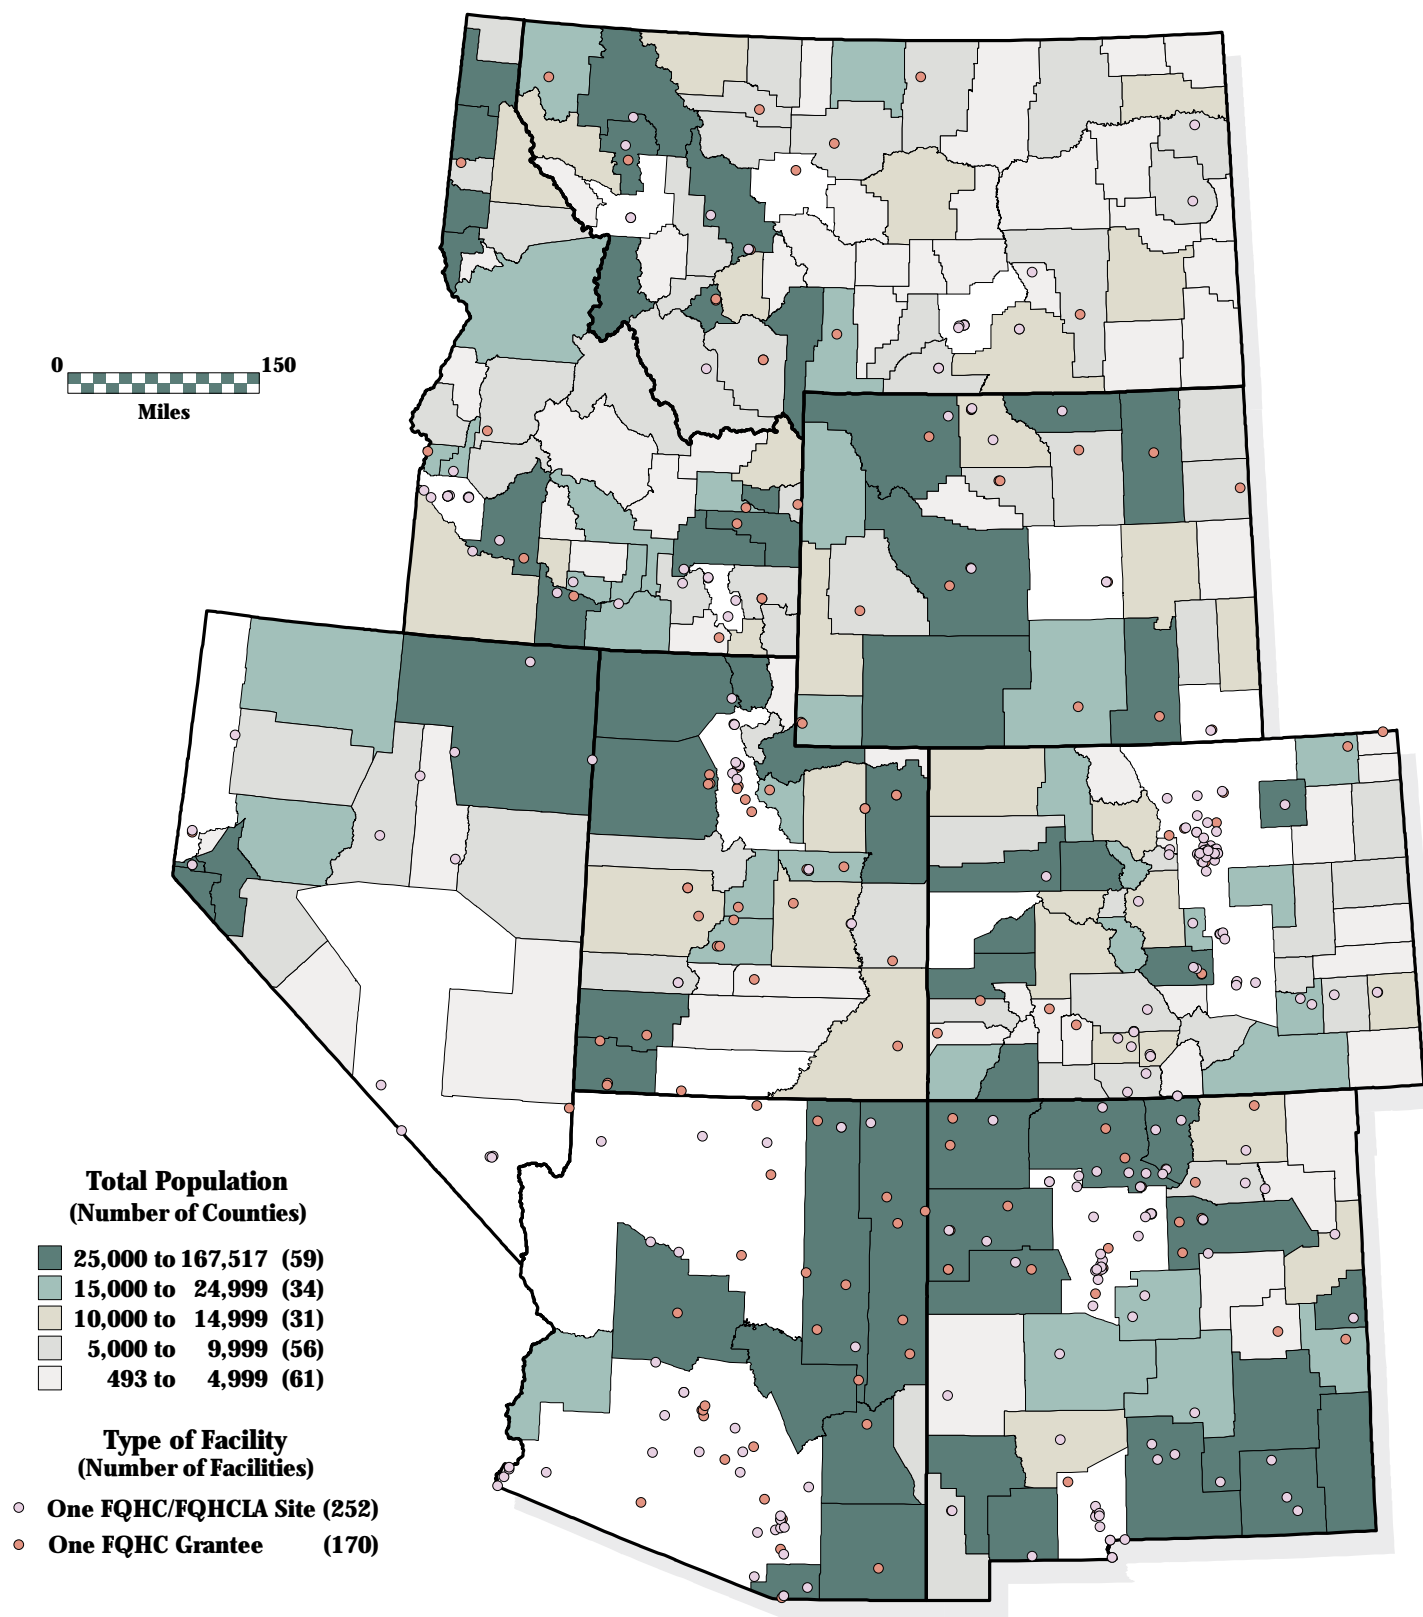 0 150
Miles
Total Population
(Number of Counties)
25,000 to 167,517 (59)
15,000 to 24,999 (34)
10,000 to 14,999 (31)
5,000 to 9,999 (56)
493 to 4,999 (61)
Type of Facility
(Number of Facilities)
One FQHC/FQHCLA Site (252)
One FQHC Grantee (170)